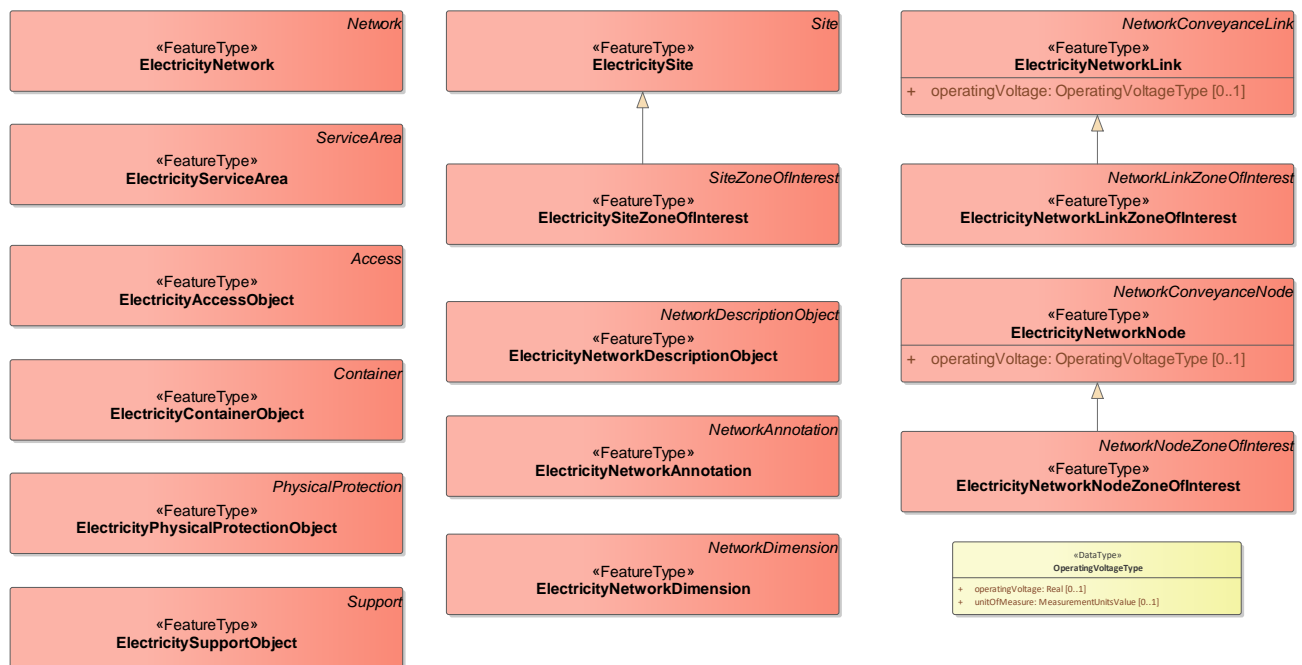 Network
«FeatureType»
ElectricityNetwork
ServiceArea
«FeatureType»
ElectricityServiceArea
Access
«FeatureType»
ElectricityAccessObject
Container
«FeatureType»
ElectricityContainerObject
PhysicalProtection
«FeatureType»
ElectricityPhysicalProtectionObject
Support
«FeatureType»
ElectricitySupportObject
Site
«FeatureType»
ElectricitySite
SiteZoneOfInterest
«FeatureType»
ElectricitySiteZoneOfInterest
NetworkDescriptionObject
«FeatureType»
ElectricityNetworkDescriptionObject
NetworkAnnotation
«FeatureType»
ElectricityNetworkAnnotation
NetworkDimension
«FeatureType»
ElectricityNetworkDimension
NetworkConveyanceLink
«FeatureType»
ElectricityNetworkLink
+ operatingVoltage: OperatingVoltageType [0..1]
NetworkLinkZoneOfInterest
«FeatureType»
ElectricityNetworkLinkZoneOfInterest
NetworkConveyanceNode
«FeatureType»
ElectricityNetworkNode
+ operatingVoltage: OperatingVoltageType [0..1]
NetworkNodeZoneOfInterest
«FeatureType»
ElectricityNetworkNodeZoneOfInterest
«DataType»
OperatingVoltageType
+ operatingVoltage: Real [0..1]
+ unitOfMeasure: MeasurementUnitsValue [0..1]